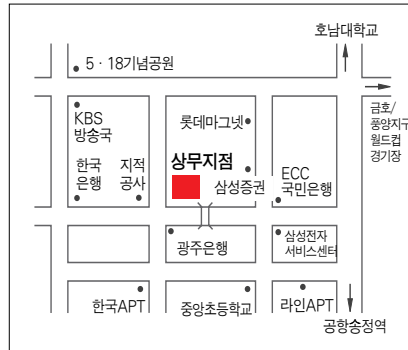 호남대학교
5 · 18기념공원
금호/
풍양지구
월드컵
경기장
KBS
방송국
롯데마그넷
한국
은행
지적
공사
상무지점
삼성증권
ECC
국민은행
광주은행
삼성전자
서비스센터
한국APT
중앙초등학교
라인APT
공항송정역